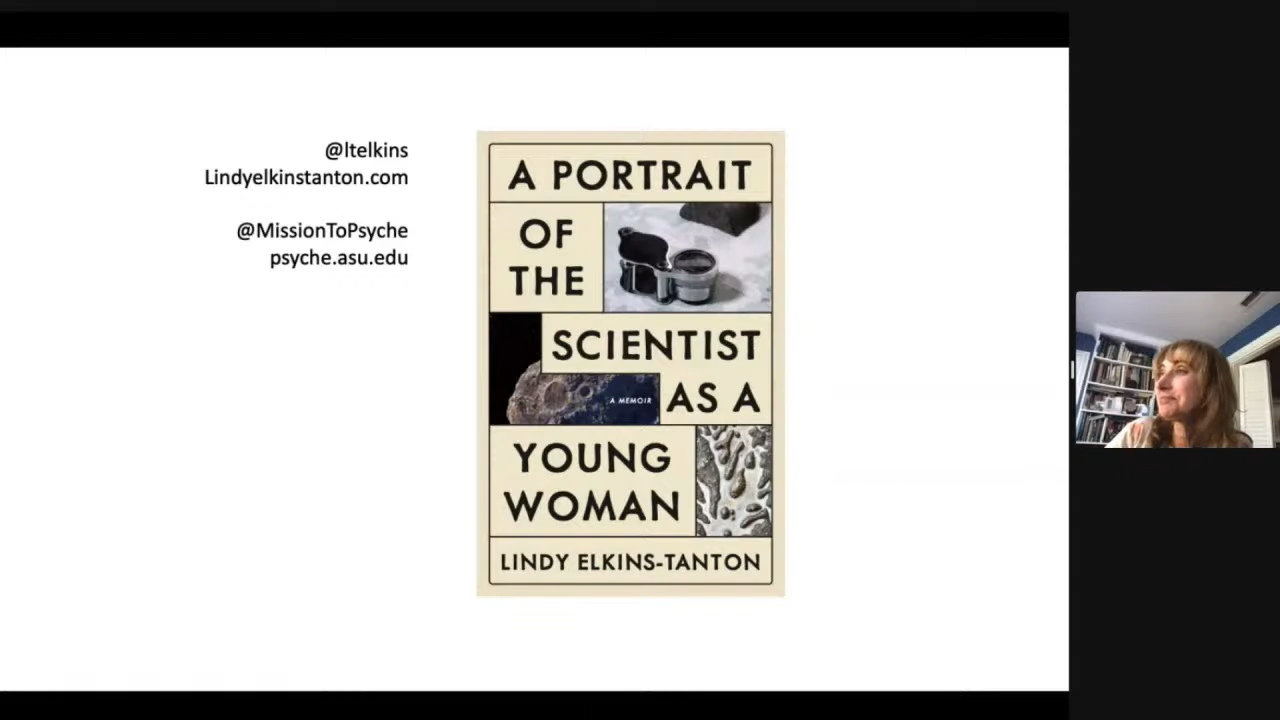 @ltelkins
Lindyelkinstanton.com
@MissionToPsyche
psyche.asu.edu
A PORTRAIT
OF
THE
SCIENTIST
A MEMOIR
AS A
YOUNG
WOMAN
LINDY ELKINS-TANTON